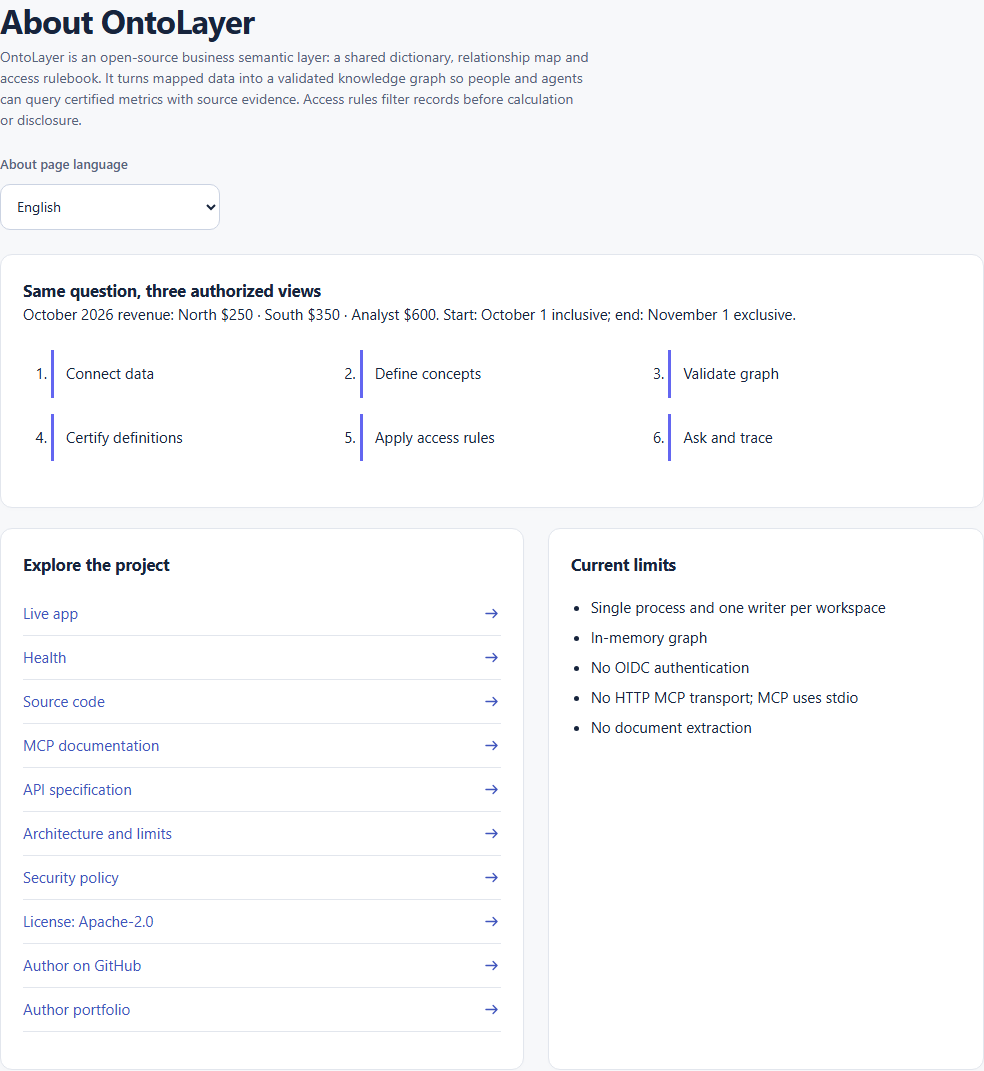 About OntoLayer
OntoLayer is an open-source business semantic layer: a shared dictionary, relationship map and
access rulebook. It turns mapped data into a validated knowledge graph so people and agents
can query certified metrics with source evidence. Access rules filter records before calculation
or disclosure.
About page language
English
Same question, three authorized views
October 2026 revenue: North $250 · South $350 · Analyst $600. Start: October 1 inclusive; end: November 1 exclusive.
1. Connect data
2. Define concepts
3. Validate graph
4. Certify definitions
5. Apply access rules
6. Ask and trace
Explore the project
Live app →
Health →
Source code →
MCP documentation →
API specification →
Architecture and limits →
Security policy →
License: Apache-2.0 →
Author on GitHub →
Author portfolio →
Current limits
• Single process and one writer per workspace
• In-memory graph
• No OIDC authentication
• No HTTP MCP transport; MCP uses stdio
• No document extraction